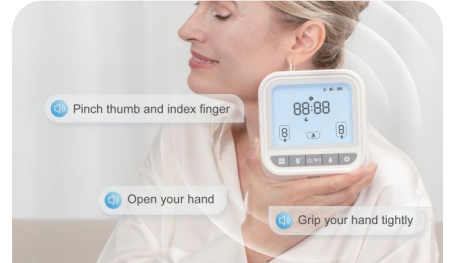 88:88
8
8
Pinch thumb and index finger
Open your hand
Grip your hand tightly